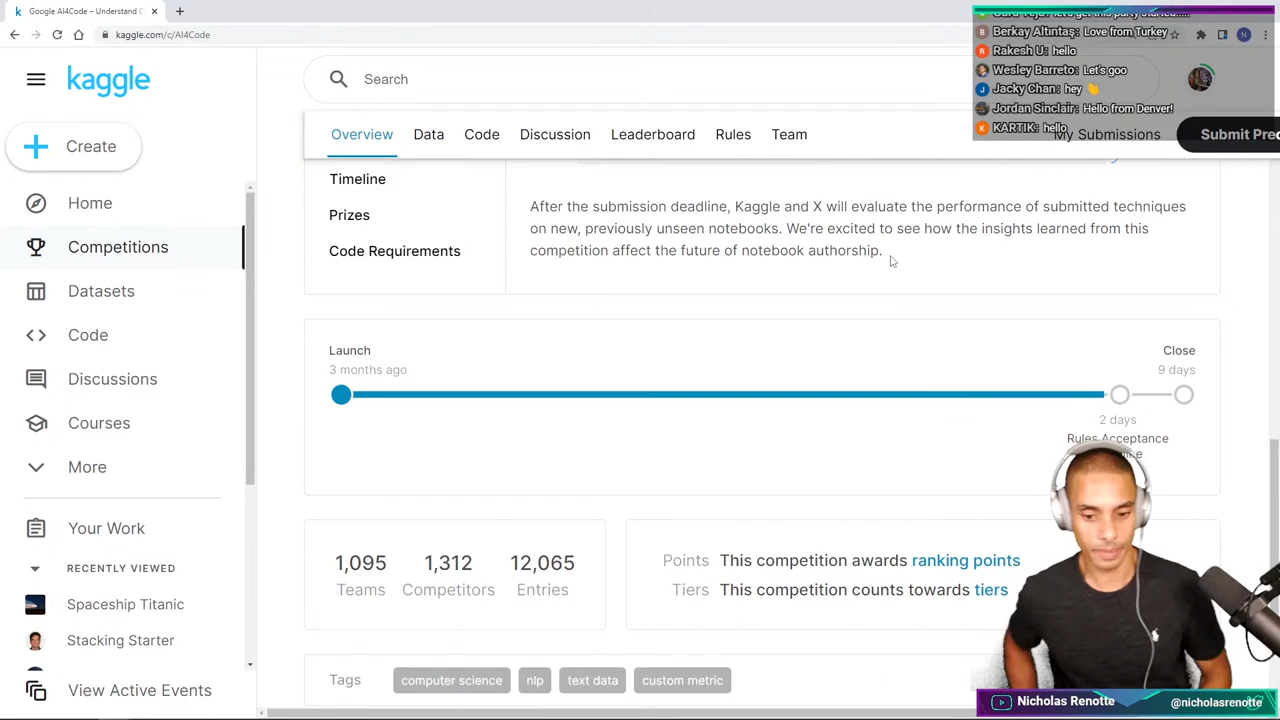 Google AI4Code – Understand C
kaggle.com/c/AI4Code
N
let's get this party started.....
Berkay Altıntaş: Love from Turkey
Rakesh U: hello
Wesley Barreto: Let's goo
Jacky Chan: hey 👋
Jordan Sinclair: Hello from Denver!
KARTIK: hello
kaggle
Search
Create
Overview
Data
Code
Discussion
Leaderboard
Rules
Team
My Submissions
Submit Prec
Home
Competitions
Datasets
Code
Discussions
Courses
More
Your Work
RECENTLY VIEWED
Spaceship Titanic
Stacking Starter
View Active Events
Timeline
Prizes
Code Requirements
After the submission deadline, Kaggle and X will evaluate the performance of submitted techniques
on new, previously unseen notebooks. We're excited to see how the insights learned from this
competition affect the future of notebook authorship.
Launch
3 months ago
Close
9 days
2 days
Rules Acceptance
1,095
Teams
1,312
Competitors
12,065
Entries
Points This competition awards ranking points
Tiers This competition counts towards tiers
Tags
computer science
nlp
text data
custom metric
Nicholas Renotte
@nicholasrenotte